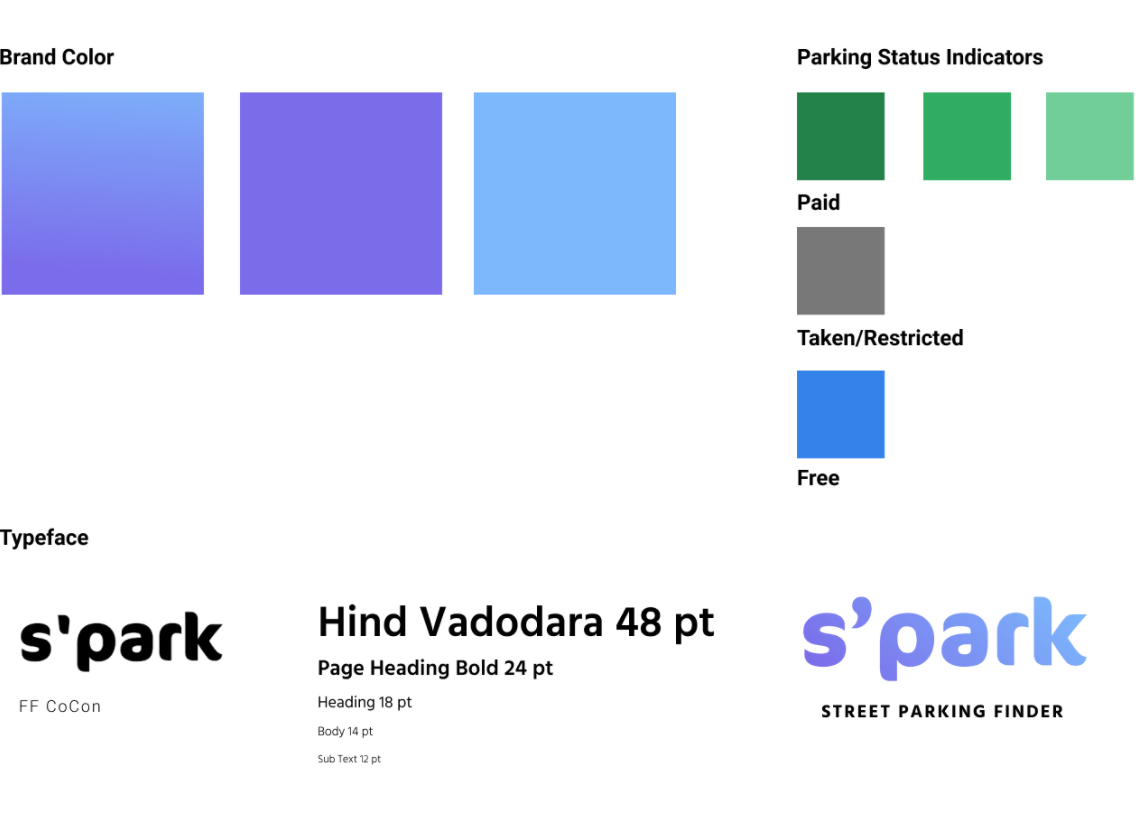 Brand Color
Parking Status Indicators
Paid
Taken/Restricted
Free
Typeface
s'park
FF CoCon
Hind Vadodara 48 pt
Page Heading Bold 24 pt
Heading 18 pt
Body 14 pt
Sub Text 12 pt
s’park
STREET PARKING FINDER